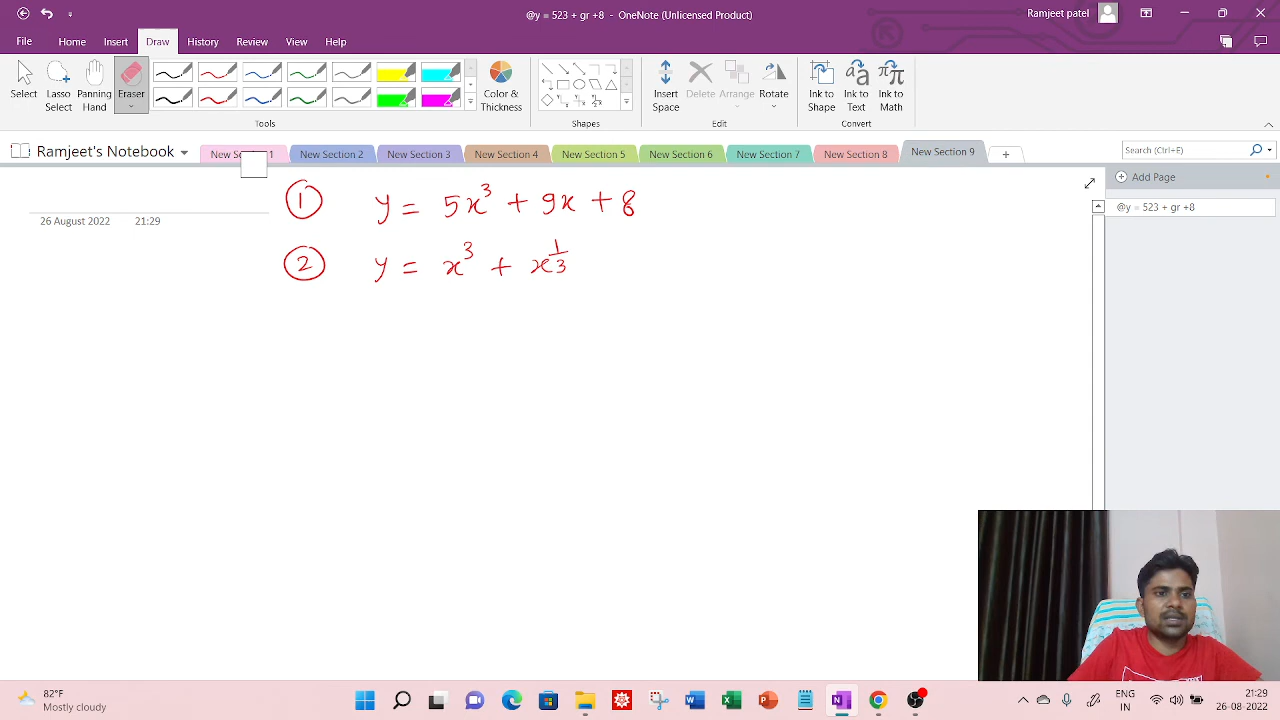 @y = 523 + gr +8 - OneNote (Unlicensed Product)
Ramjeet patel
File Home Insert Draw History Review View Help
Select
Lasso Select
Panning Hand
Eraser
Color & Thickness
Insert Space
Delete
Arrange
Rotate
Ink to Shape
Ink to Text
Ink to Math
Tools
Shapes
Edit
Convert
Ramjeet's Notebook
New Section 1
New Section 2
New Section 3
New Section 4
New Section 5
New Section 6
New Section 7
New Section 8
New Section 9
Search (Ctrl+E)
Add Page
@y = 523 + gr +8
① y = 5x³ + 9x + 8
26 August 2022 21:29
② y = x³ + x^{1/3}
82°F
Mostly cloudy
ENG
IN
21:29
26-08-2022